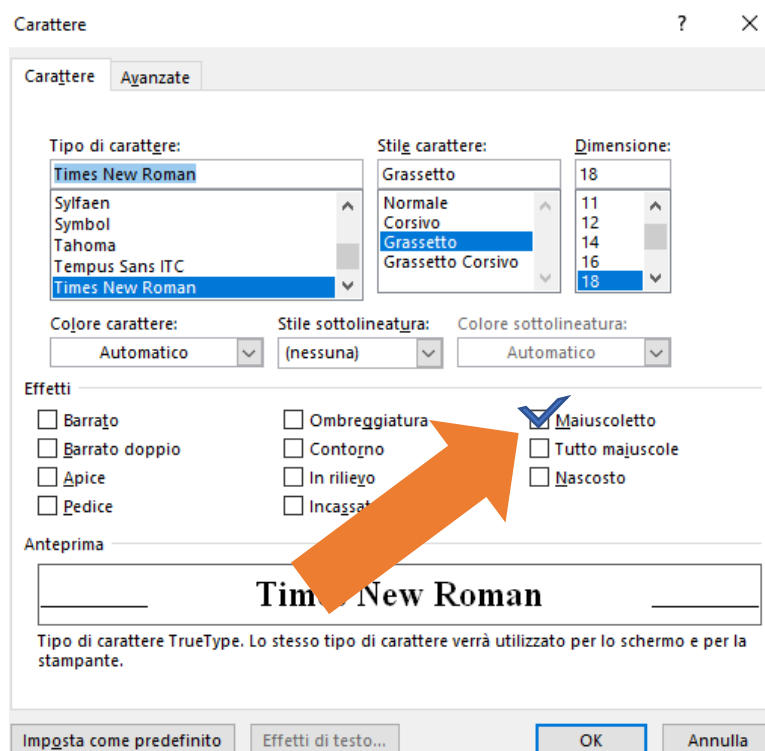 Carattere ?
Carattere Avanzate
Tipo di carattere: Stile carattere: Dimensione:
Times New Roman Grassetto 18
Sylfaen Normale 11
Symbol Corsivo 12
Tahoma Grassetto 14
Tempus Sans ITC Grassetto Corsivo 16
Times New Roman 18
Colore carattere: Stile sottolineatura: Colore sottolineatura:
Automatico (nessuna) Automatico
Effetti
Barrato Ombreggiatura Maiuscoletto
Barrato doppio Contorno Tutto maiuscole
Apice In rilievo Nascosto
Pedice
Anteprima
Times New Roman
Tipo di carattere TrueType. Lo stesso tipo di carattere verrà utilizzato per lo schermo e per la
stampante.
Imposta come predefinito Effetti di testo... OK Annulla